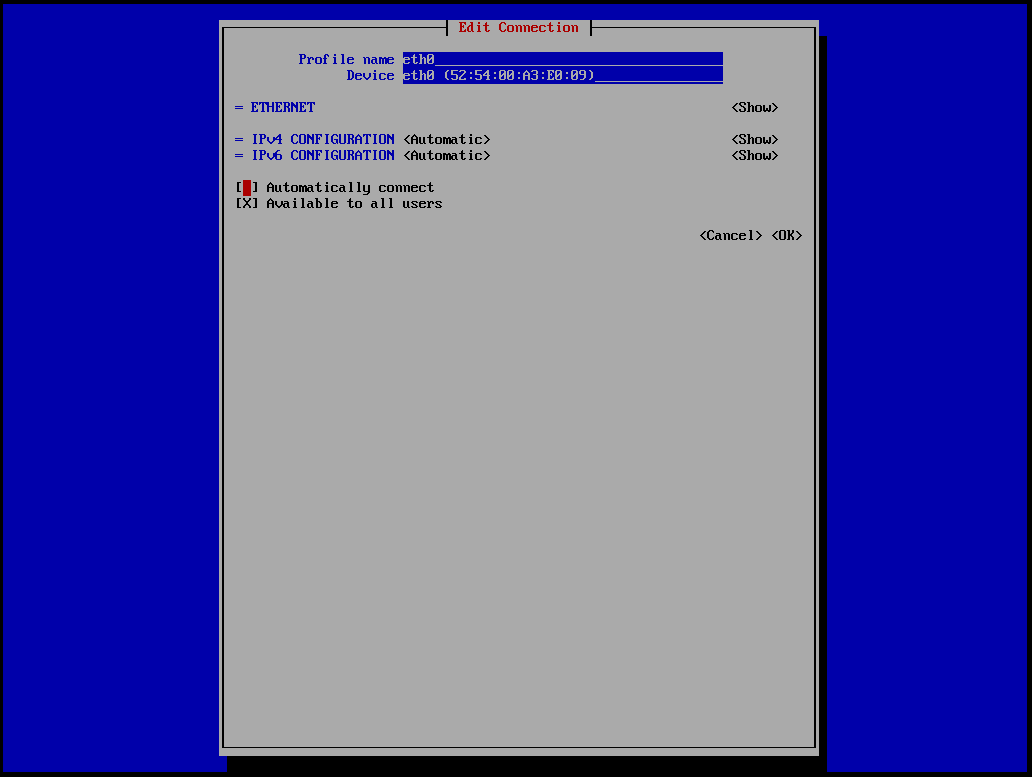 Edit Connection
Profile name eth0
Device eth0 (52:54:00:A3:E0:09)
= ETHERNET <Show>
= IPv4 CONFIGURATION <Automatic> <Show>
= IPv6 CONFIGURATION <Automatic> <Show>
[ ] Automatically connect
[X] Available to all users
<Cancel> <OK>